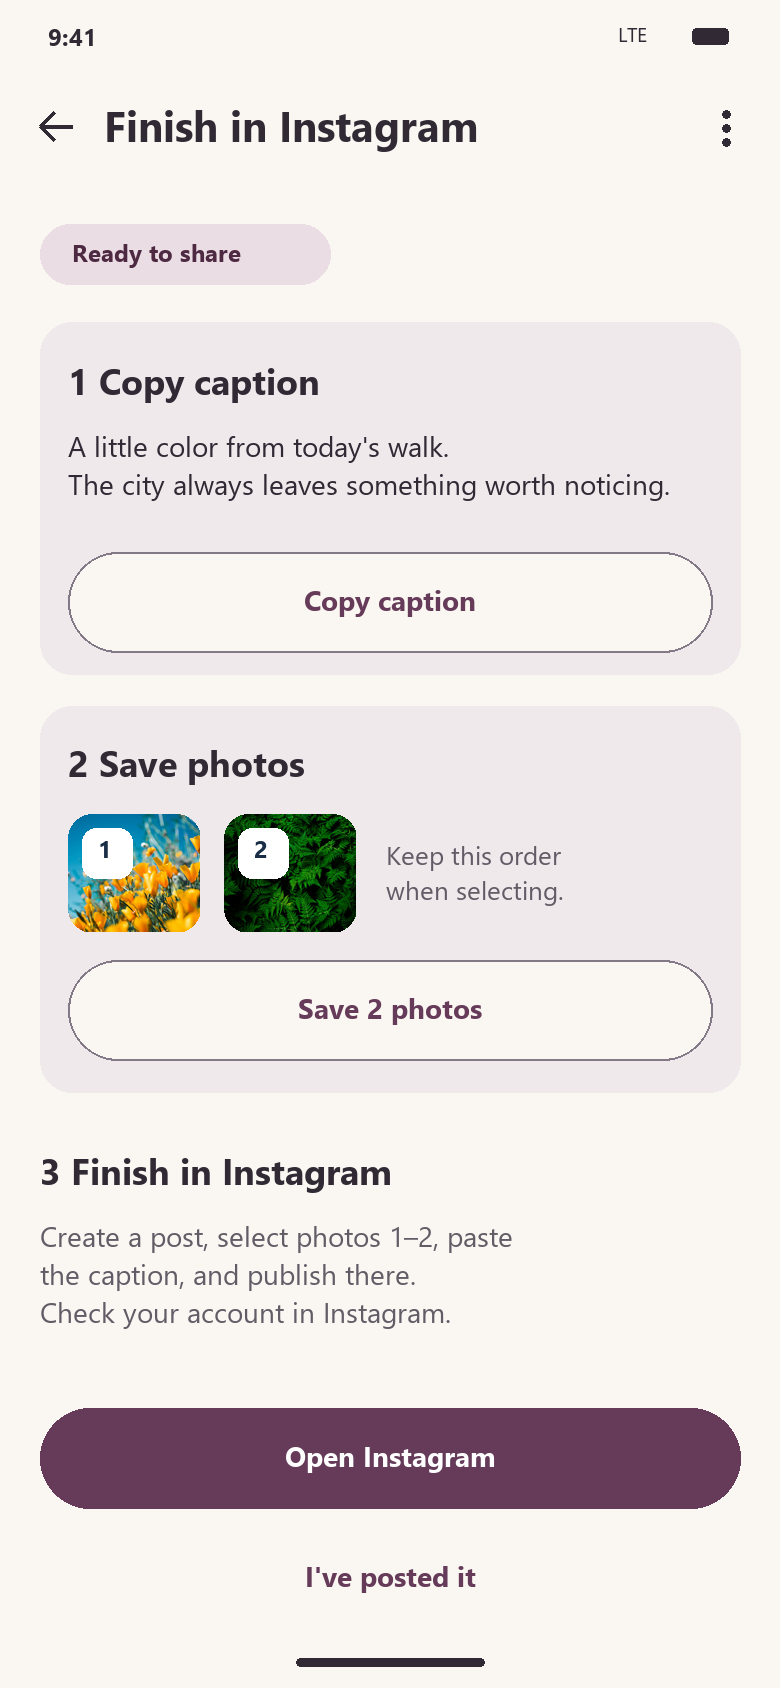 9:41
LTE
Finish in Instagram
Ready to share
1 Copy caption
A little color from today's walk.
The city always leaves something worth noticing.
Copy caption
2 Save photos
1
2
Keep this order
when selecting.
Save 2 photos
3 Finish in Instagram
Create a post, select photos 1–2, paste
the caption, and publish there.
Check your account in Instagram.
Open Instagram
I've posted it